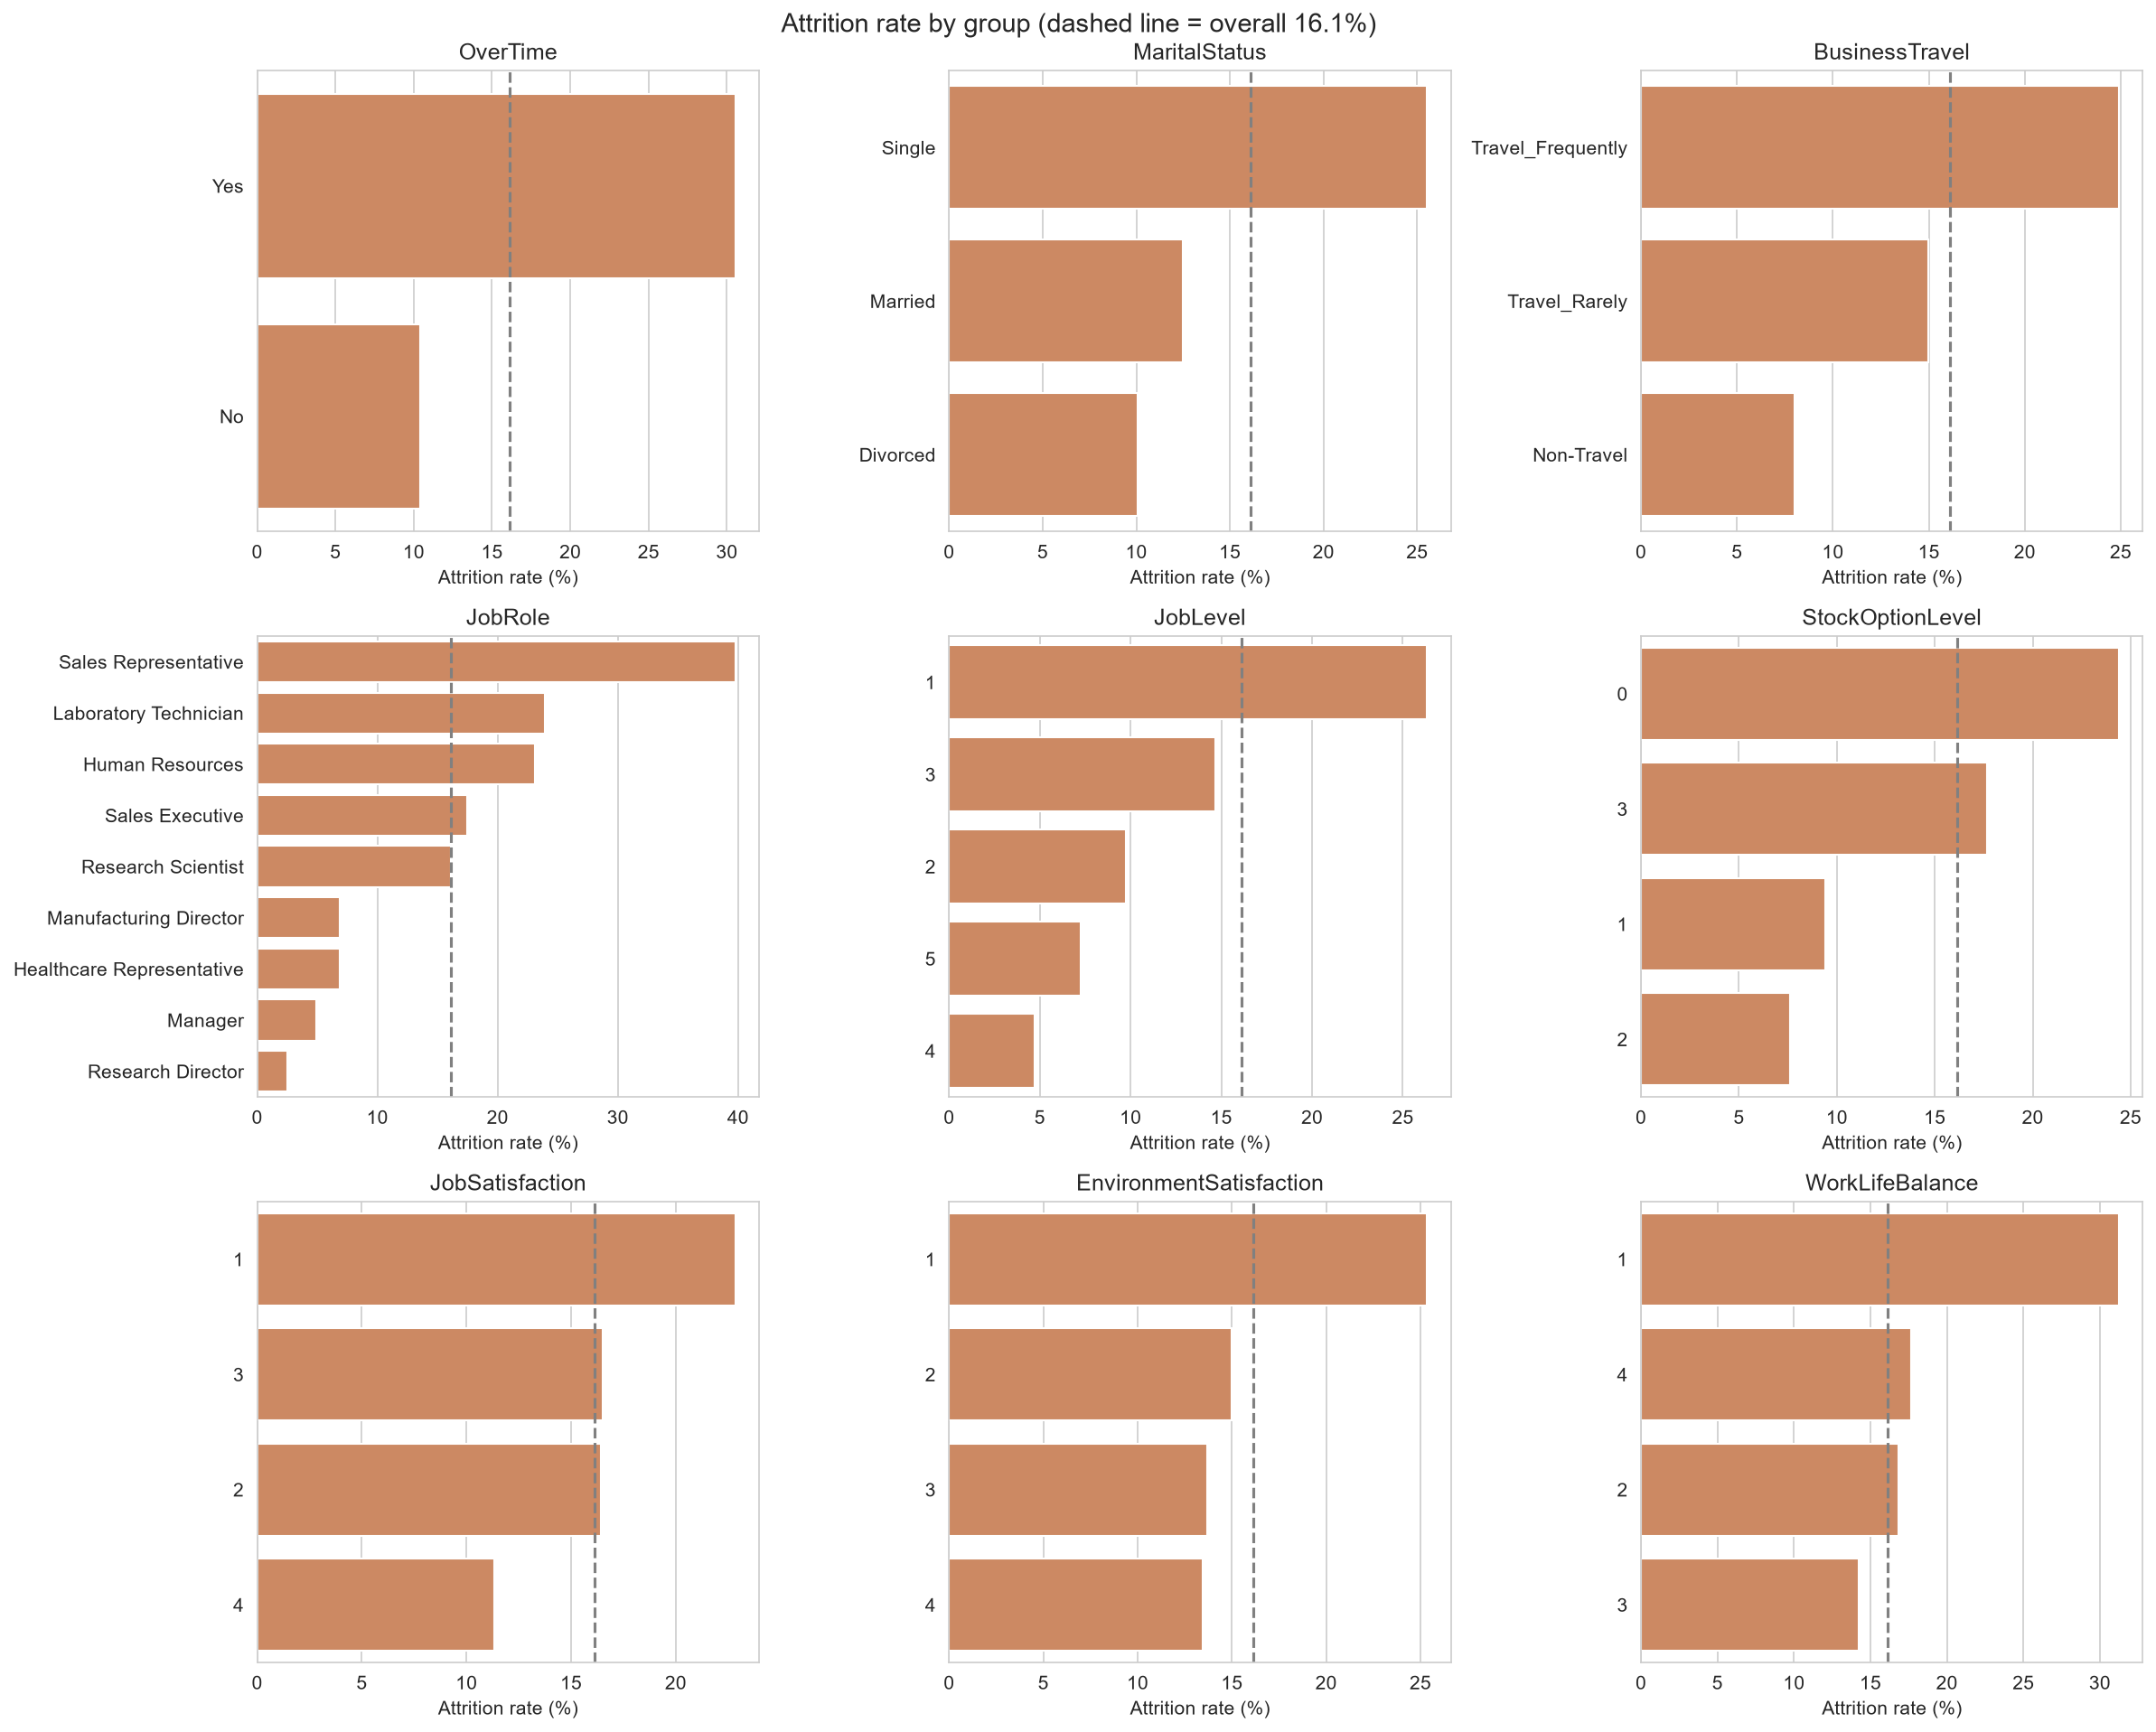 Attrition rate by group (dashed line = overall 16.1%)
OverTime
Yes
No
0 5 10 15 20 25 30
Attrition rate (%)
MaritalStatus
Single
Married
Divorced
0 5 10 15 20 25
Attrition rate (%)
BusinessTravel
Travel_Frequently
Travel_Rarely
Non-Travel
0 5 10 15 20 25
Attrition rate (%)
JobRole
Sales Representative
Laboratory Technician
Human Resources
Sales Executive
Research Scientist
Manufacturing Director
Healthcare Representative
Manager
Research Director
0 10 20 30 40
Attrition rate (%)
JobLevel
1
3
2
5
4
0 5 10 15 20 25
Attrition rate (%)
StockOptionLevel
0
3
1
2
0 5 10 15 20 25
Attrition rate (%)
JobSatisfaction
1
3
2
4
0 5 10 15 20
Attrition rate (%)
EnvironmentSatisfaction
1
2
3
4
0 5 10 15 20 25
Attrition rate (%)
WorkLifeBalance
1
4
2
3
0 5 10 15 20 25 30
Attrition rate (%)